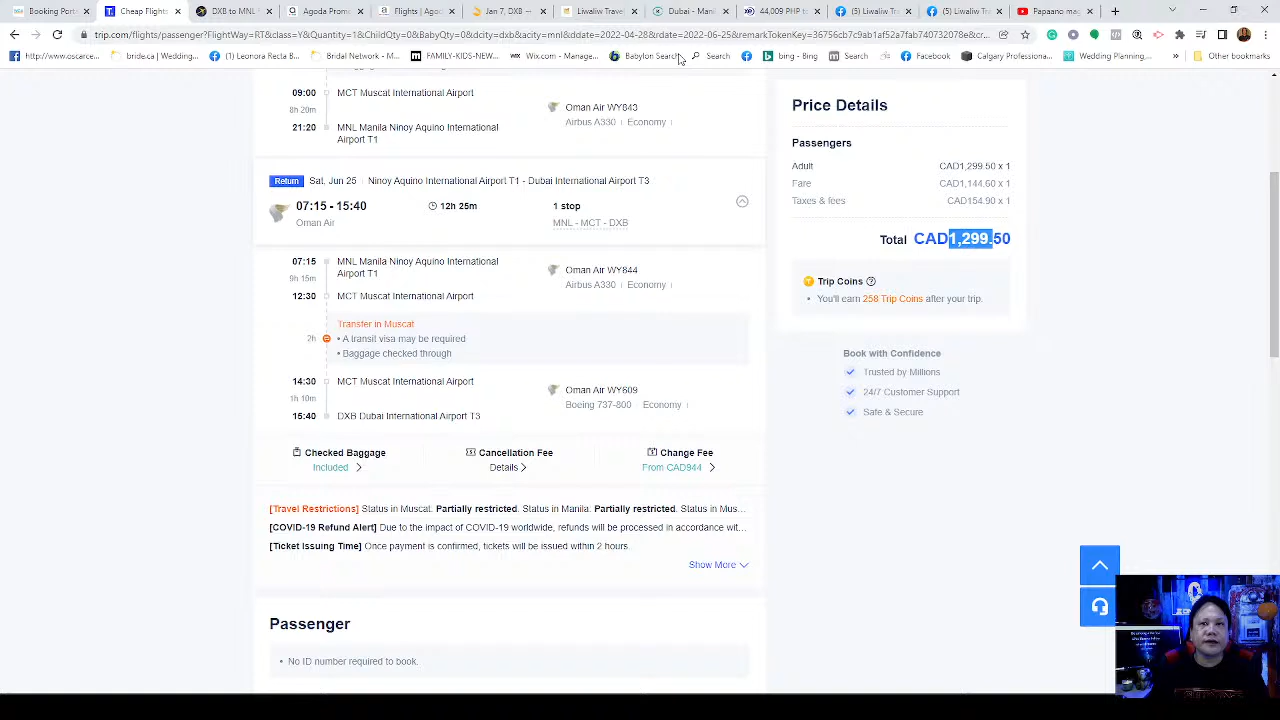 Booking Porta
Cheap Flights
DXB to MNL
Agoda Promo
Flights | Ago
Jan 7, DXB
Liwaliw Trave
Dubai - Mani
44,009 PHP
(5) Liwaliw Tr
(5) Liwaliw Tra
Papaano mag
trip.com/flights/passenger?FlightWay=RT&class=Y&Quantity=1&ChildQty=0&BabyQty=0&dcity=dxb&acity=mnl&ddate=2022-04-28&rdate=2022-06-25&remarkTokenKey=36756cb7c9ab1af52a7fab740732078e&cr...
http://www.go...
bride.ca | Wedding...
(1) Leonora Recta B...
Bridal Network - M...
FAMILY-KIDS-NEW...
Wix.com - Manage...
Babylon Search
Search
bing - Bing
Search
Facebook
Calgary Profession...
Wedding Planning,...
Other bookmarks
09:00 MCT Muscat International Airport
8h 20m
Oman Air WY843
Airbus A330 Economy
21:20 MNL Manila Ninoy Aquino International
Airport T1
Return Sat, Jun 25 Ninoy Aquino International Airport T1 - Dubai International Airport T3
07:15 - 15:40 12h 25m 1 stop
Oman Air MNL - MCT - DXB
07:15 MNL Manila Ninoy Aquino International
Airport T1
9h 15m
Oman Air WY844
Airbus A330 Economy
12:30 MCT Muscat International Airport
Transfer in Muscat
2h • A transit visa may be required
• Baggage checked through
14:30 MCT Muscat International Airport
1h 10m
Oman Air WY609
Boeing 737-800 Economy
15:40 DXB Dubai International Airport T3
Checked Baggage
Included
Cancellation Fee
Details
Change Fee
From CAD944
[Travel Restrictions] Status in Muscat: Partially restricted. Status in Manila: Partially restricted. Status in Mus...
[COVID-19 Refund Alert] Due to the impact of COVID-19 worldwide, refunds will be processed in accordance wit...
[Ticket Issuing Time] Once payment is confirmed, tickets will be issued within 2 hours
Show More
Passenger
• No ID number required to book.
Price Details
Passengers
Adult CAD1,299.50 x 1
Fare CAD1,144.60 x 1
Taxes & fees CAD154.90 x 1
Total CAD1,299.50
Trip Coins
• You'll earn 258 Trip Coins after your trip.
Book with Confidence
Trusted by Millions
24/7 Customer Support
Safe & Secure